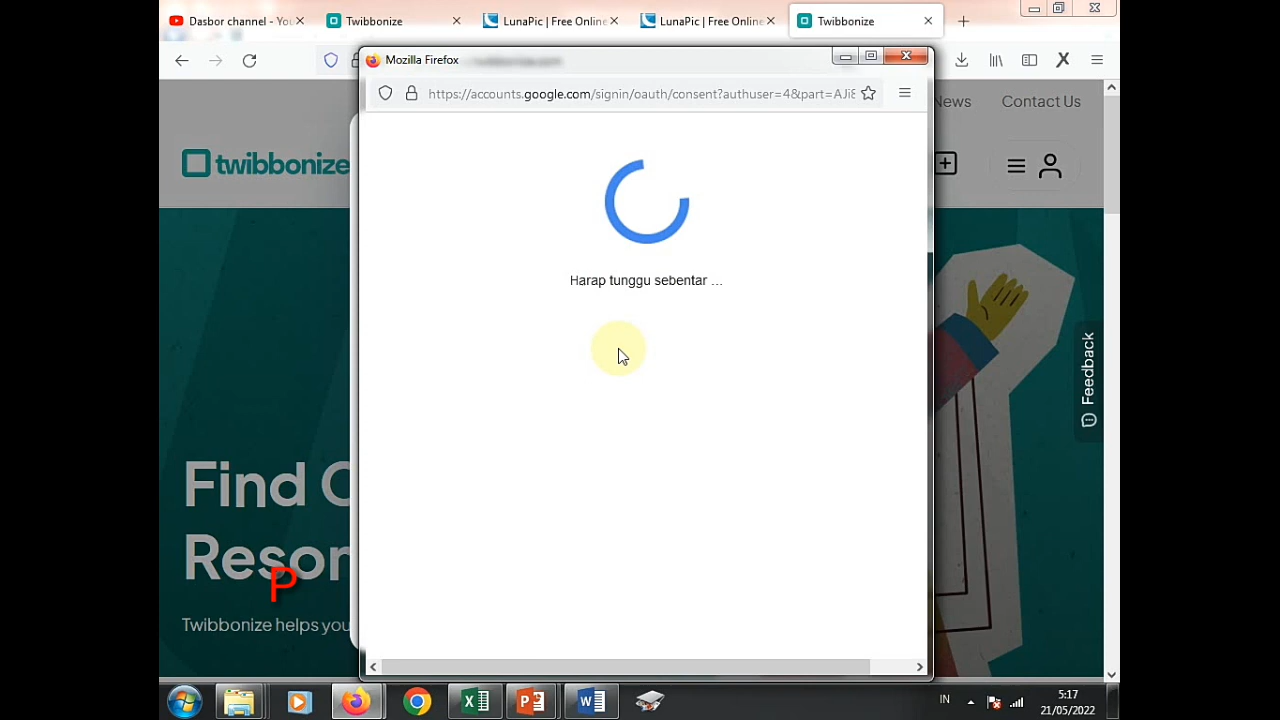 Dasbor channel - You
Twibbonize
LunaPic | Free Online
LunaPic | Free Online
Twibbonize
Mozilla Firefox
https://accounts.google.com/signin/oauth/consent?authuser=4&part=AJi8
News
Contact Us
twibbonize
Harap tunggu sebentar ...
Feedback
Find
Reson
P
Twibbonize helps you
IN
5:17
21/05/2022